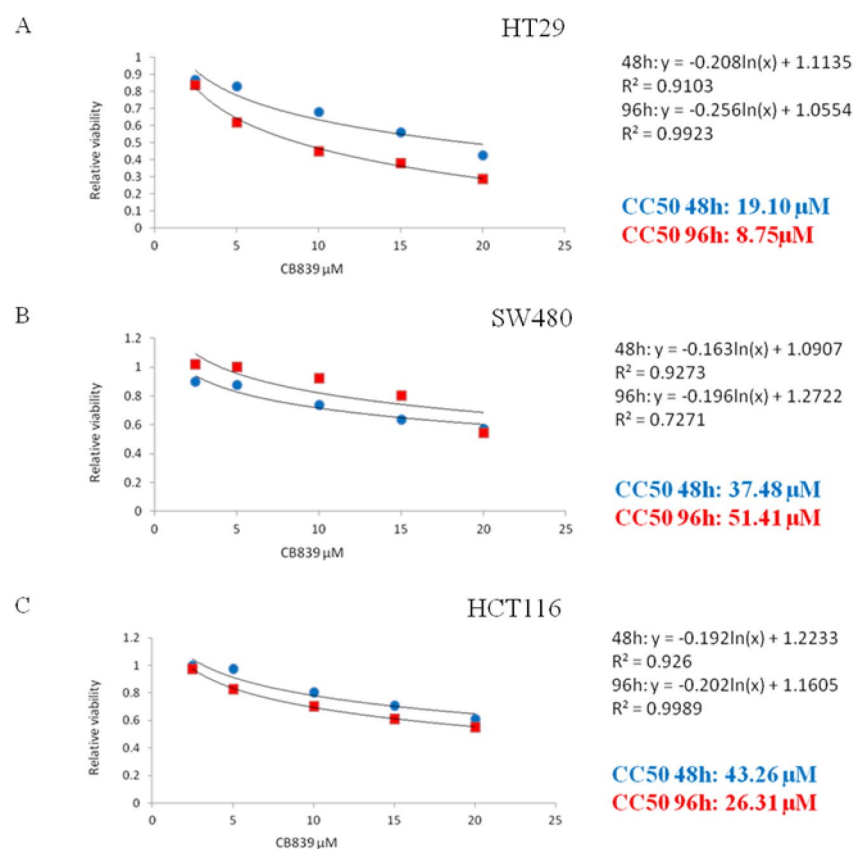 A
HT29
1
0.9
0.8
0.7
0.6
0.5
0.4
0.3
0.2
0.1
0
Relative viability
0 5 10 15 20 25
CB839 µM
48h: y = -0.208ln(x) + 1.1135
R² = 0.9103
96h: y = -0.256ln(x) + 1.0554
R² = 0.9923
CC50 48h: 19.10 µM
CC50 96h: 8.75µM
B
SW480
1.2
1
0.8
0.6
0.4
0.2
0
Relative viability
0 5 10 15 20 25
CB839 µM
48h: y = -0.163ln(x) + 1.0907
R² = 0.9273
96h: y = -0.196ln(x) + 1.2722
R² = 0.7271
CC50 48h: 37.48 µM
CC50 96h: 51.41 µM
C
HCT116
1.2
1
0.8
0.6
0.4
0.2
0
Relative viability
0 5 10 15 20 25
CB839 µM
48h: y = -0.192ln(x) + 1.2233
R² = 0.926
96h: y = -0.202ln(x) + 1.1605
R² = 0.9989
CC50 48h: 43.26 µM
CC50 96h: 26.31 µM